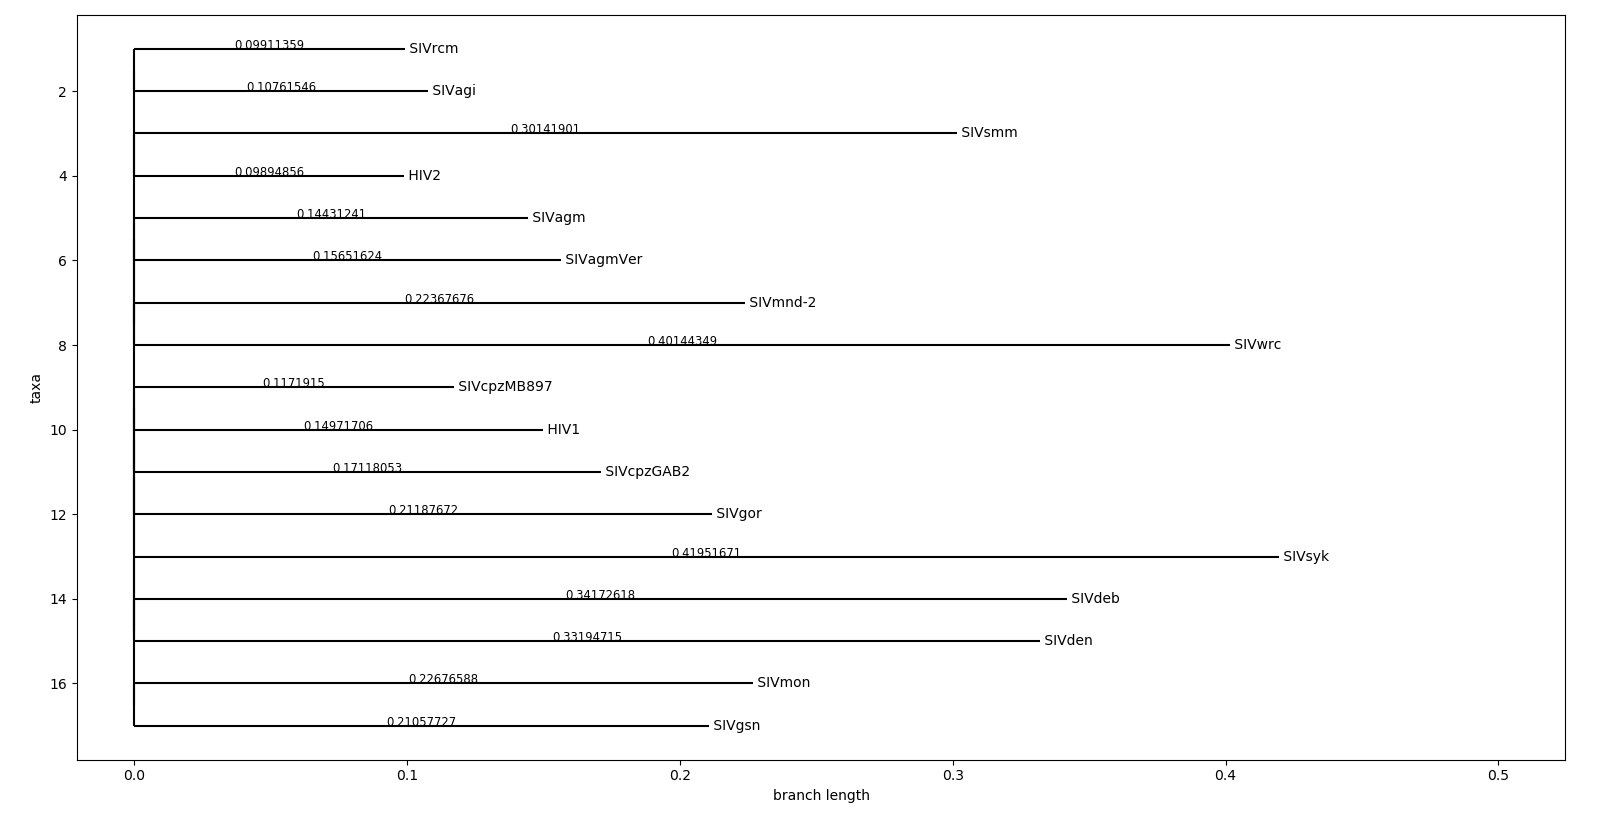 0.09911359 SIVrcm
2 0.10761546 SIVagi
0.30141901 SIVsmm
4 0.09894856 HIV2
0.14431241 SIVagm
6 0.15651624 SIVagmVer
0.22367676 SIVmnd-2
8 0.40144349 SIVwrc
taxa
0.1171915 SIVcpzMB897
10 0.14971706 HIV1
0.17118053 SIVcpzGAB2
12 0.21187672 SIVgor
0.41951671 SIVsyk
14 0.34172618 SIVdeb
0.33194715 SIVden
16 0.22676588 SIVmon
0.21057727 SIVgsn
0.0 0.1 0.2 0.3 0.4 0.5
branch length